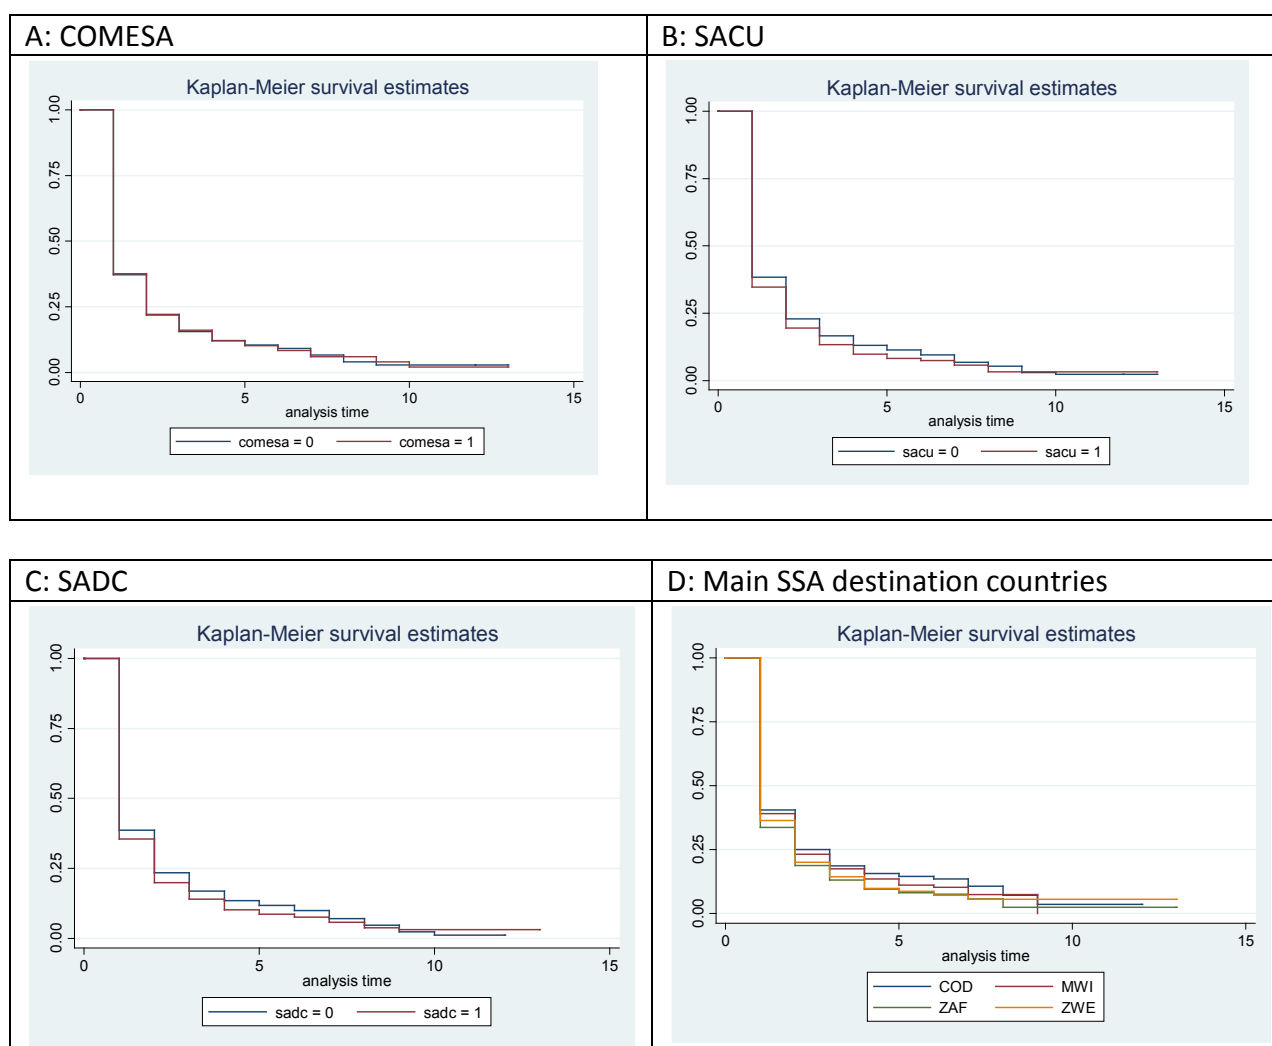 A: COMESA
B: SACU
Kaplan-Meier survival estimates
1.00
0.75
0.50
0.25
0.00
0 5 10 15
analysis time
comesa = 0 comesa = 1
Kaplan-Meier survival estimates
1.00
0.75
0.50
0.25
0.00
0 5 10 15
analysis time
sacu = 0 sacu = 1
C: SADC
D: Main SSA destination countries
Kaplan-Meier survival estimates
1.00
0.75
0.50
0.25
0.00
0 5 10 15
analysis time
sadc = 0 sadc = 1
Kaplan-Meier survival estimates
1.00
0.75
0.50
0.25
0.00
0 5 10 15
analysis time
COD MWI
ZAF ZWE